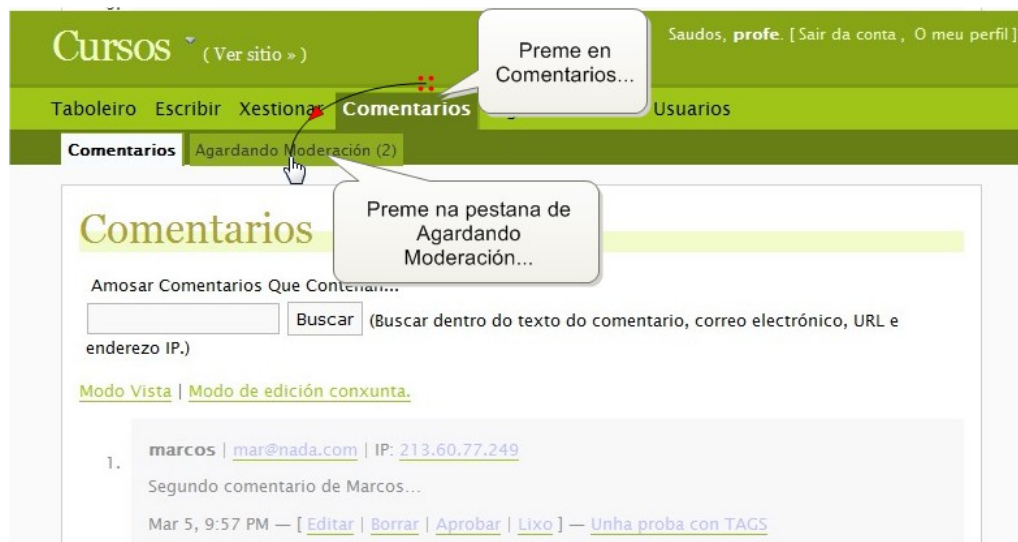 Cursos ( Ver sitio » )
Saudos, profe. [ Sair da conta , O meu perfil ]
Preme en
Comentarios...
Taboleiro Escribir Xestionar Comentarios Usuarios
Comentarios Agardando Moderación (2)
Preme na pestana de
Agardando
Moderación...
Comentarios
Amosar Comentarios Que Conteñan...
Buscar (Buscar dentro do texto do comentario, correo electrónico, URL e
enderezo IP.)
Modo Vista | Modo de edición conxunta.
1. marcos | mar@nada.com | IP: 213.60.77.249
Segundo comentario de Marcos...
Mar 5, 9:57 PM — [ Editar | Borrar | Aprobar | Lixo ] — Unha proba con TAGS